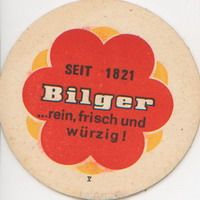 SEIT 1821
Bilger
...rein, frisch und
würzig!